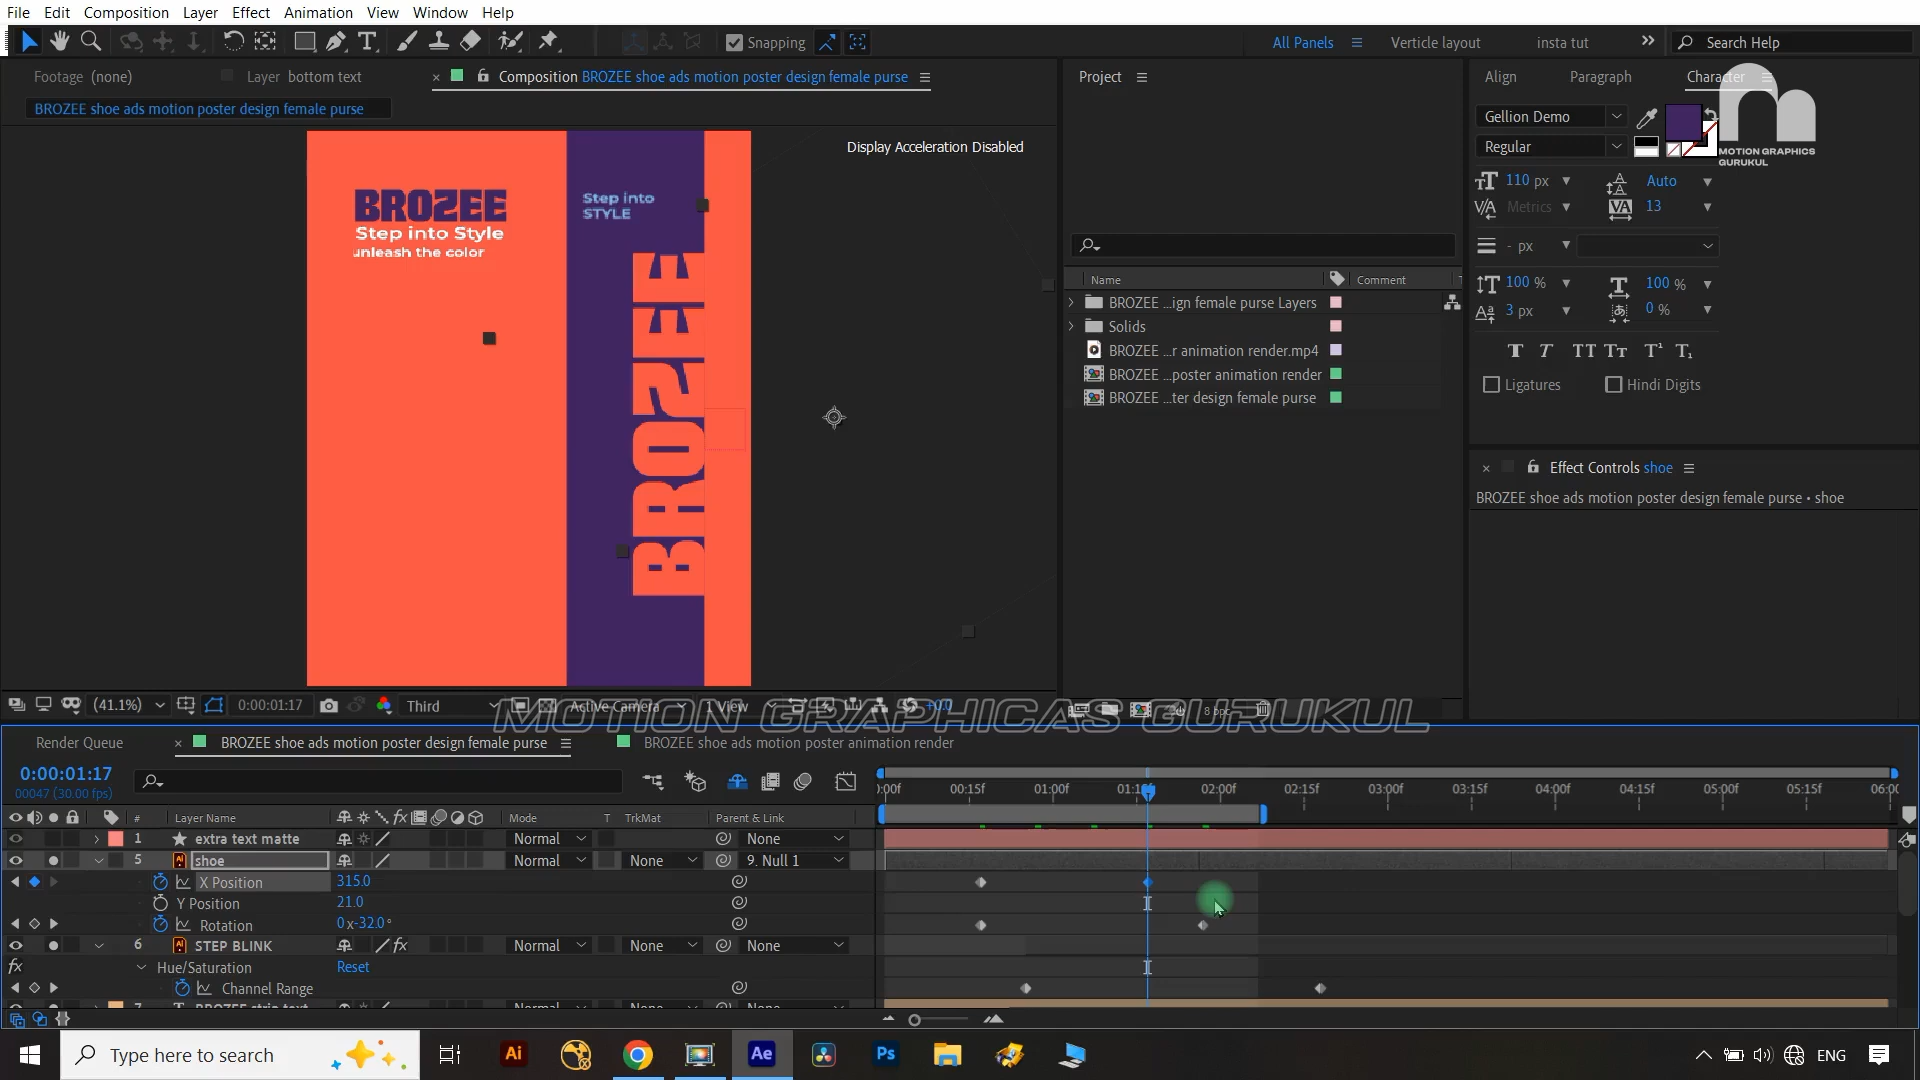 File Edit Composition Layer Effect Animation View Window Help
Snapping
All Panels
Verticle layout
insta tut
Search Help
Footage (none)
Layer bottom text
Composition BROZEE shoe ads motion poster design female purse
BROZEE shoe ads motion poster design female purse
Display Acceleration Disabled
BROZEE
Step into Style
unleash the color
Step into
STYLE
BROZEE
(41.1%)
0:00:01:17
Third
Active Camera
1 View
+0.0
Project
Name
Comment
BROZEE ...ign female purse Layers
Solids
BROZEE ...r animation render.mp4
BROZEE ...poster animation render
BROZEE ...ter design female purse
8 bpc
Align
Paragraph
Character
Gellion Demo
Regular
MOTION GRAPHICS
GURUKUL
110 px
Auto
Metrics
13
- px
100 %
100 %
3 px
0 %
Ligatures
Hindi Digits
Effect Controls shoe
BROZEE shoe ads motion poster design female purse • shoe
MOTION GRAPHICAS GURUKUL
Render Queue
BROZEE shoe ads motion poster design female purse
BROZEE shoe ads motion poster animation render
0:00:01:17
00047 (30.00 fps)
00:15f
01:00f
02:00f
02:15f
03:00f
03:15f
04:00f
04:15f
05:00f
05:15f
# Layer Name
Mode
T TrkMat
Parent & Link
1 extra text matte
Normal
None
5 shoe
Normal
None
9. Null 1
X Position
315.0
Y Position
21.0
Rotation
0x-32.0°
6 STEP BLINK
Normal
None
None
Hue/Saturation
Reset
Channel Range
Type here to search
ENG